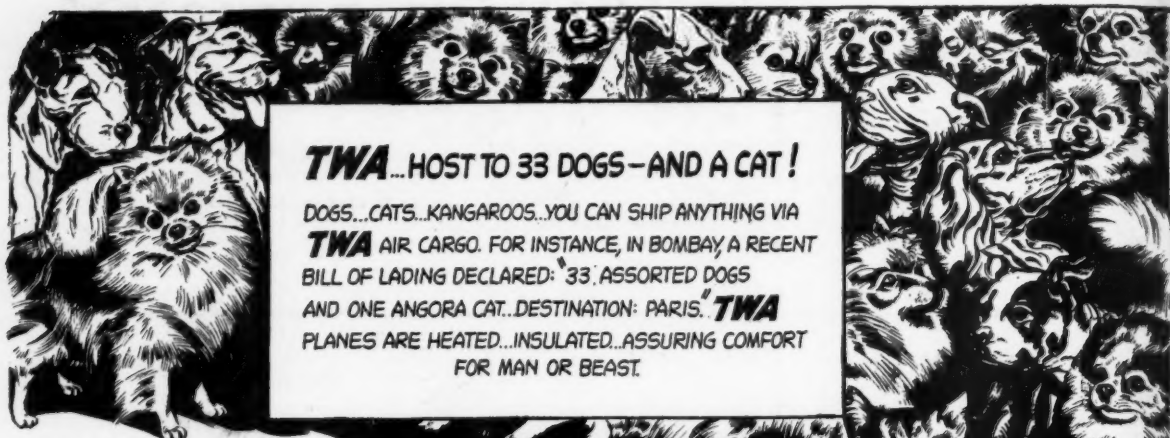 TWA...HOST TO 33 DOGS–AND A CAT!
DOGS...CATS...KANGAROOS...YOU CAN SHIP ANYTHING VIA
TWA AIR CARGO. FOR INSTANCE, IN BOMBAY, A RECENT
BILL OF LADING DECLARED: "33 ASSORTED DOGS
AND ONE ANGORA CAT...DESTINATION: PARIS." TWA
PLANES ARE HEATED...INSULATED...ASSURING COMFORT
FOR MAN OR BEAST.